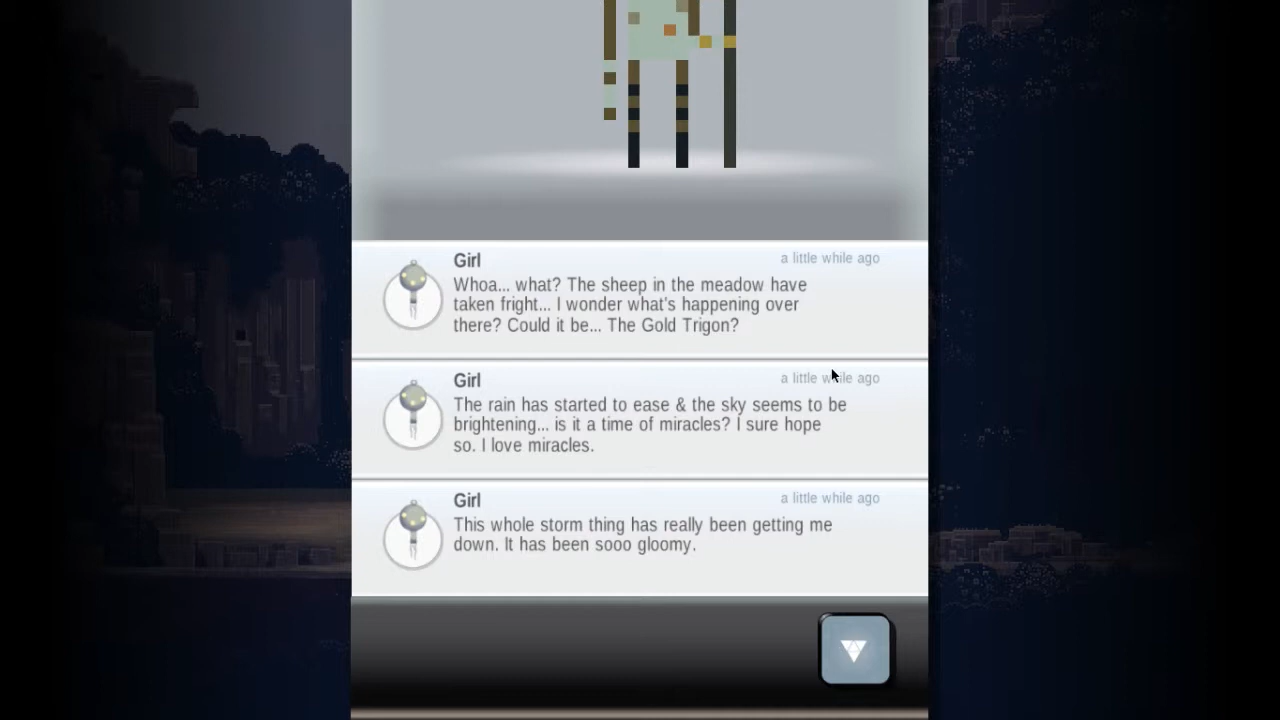 Girl
a little while ago
Whoa... what? The sheep in the meadow have
taken fright... I wonder what's happening over
there? Could it be... The Gold Trigon?
Girl
a little while ago
The rain has started to ease & the sky seems to be
brightening... is it a time of miracles? I sure hope
so. I love miracles.
Girl
a little while ago
This whole storm thing has really been getting me
down. It has been sooo gloomy.